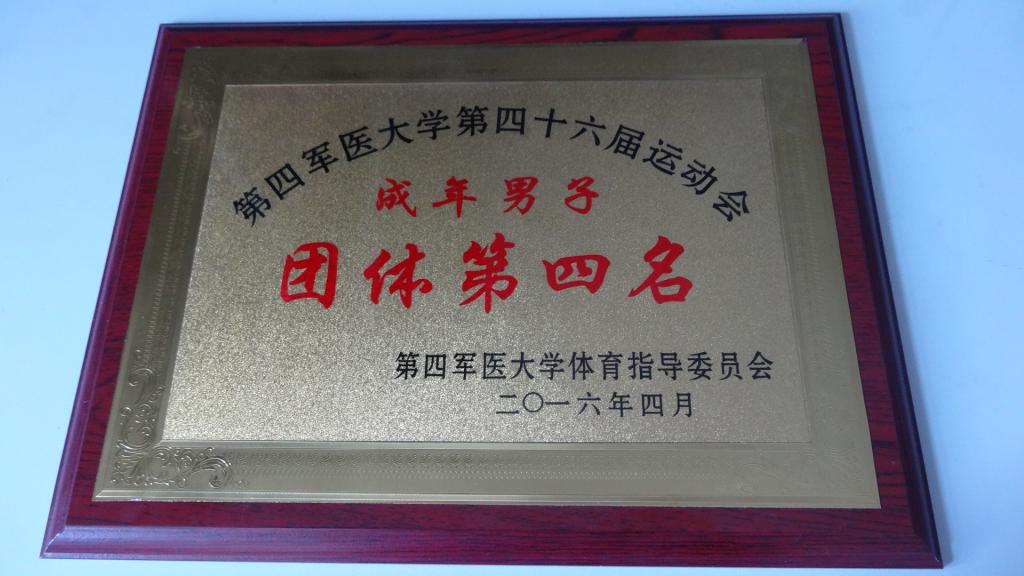 第四军医大学第四十六届运动会
成年男子
团体第四名
第四军医大学体育指导委员会
二〇一六年四月